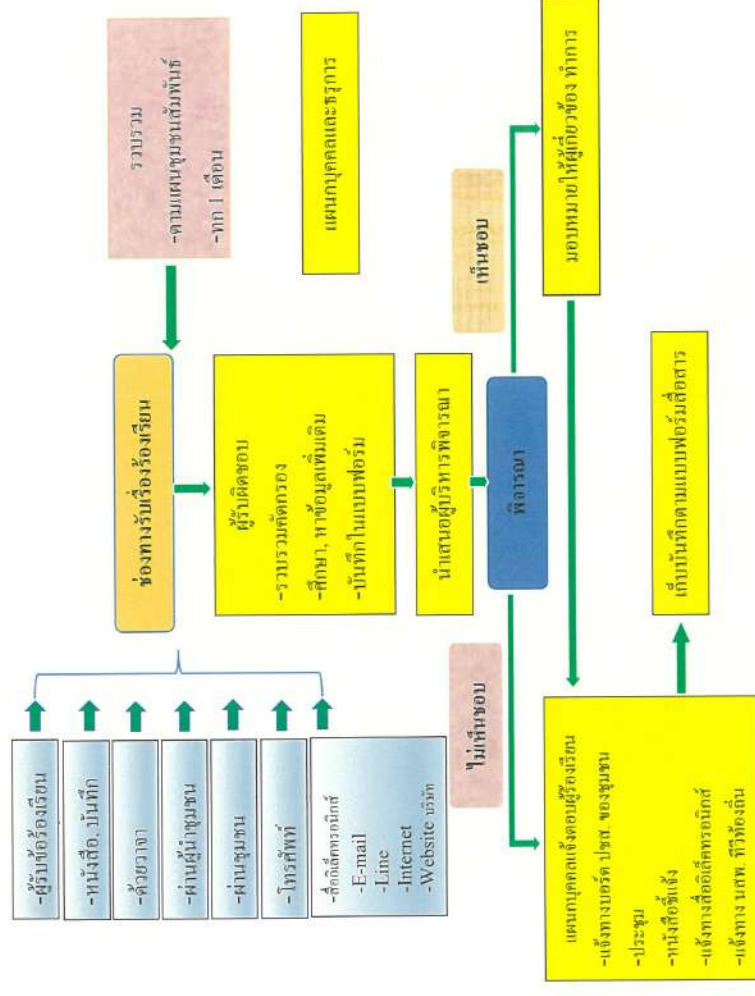 -ผู้รับข้อร้องเรียน
-หนังสือ, บันทึก
-ด้วยวาจา
-ผ่านผู้นำชุมชน
-ผ่านชุมชน
-โทรศัพท์
-สื่ออิเล็คทรอนิกส์
-E-mail
-Line
-Internet
-Website บริษัท
ช่องทางรับเรื่องร้องเรียน
รวบรวม
-ตามแผนชุมชนสัมพันธ์
-ทุก 1 เดือน
ผู้รับผิดชอบ
-รวบรวมคัดกรอง
-ศึกษา, หาข้อมูลเพิ่มเติม
-บันทึกในแบบฟอร์ม
แผนกบุคคลและธุรการ
นำเสนอผู้บริหารพิจารณา
ไม่เห็นชอบ
พิจารณา
เห็นชอบ
แผนกบุคคลแจ้งตอบผู้ร้องเรียน
-แจ้งทางบอร์ด ปชส. ของชุมชน
-ประชุม
-หนังสือชี้แจ้ง
-แจ้งทางสื่ออิเล็คทรอนิกส์
-แจ้งทาง นสพ. ทีวีท้องถิ่น
มอบหมายให้ผู้เกี่ยวข้อง ทำการ
เก็บบันทึกตามแบบฟอร์มสื่อสาร